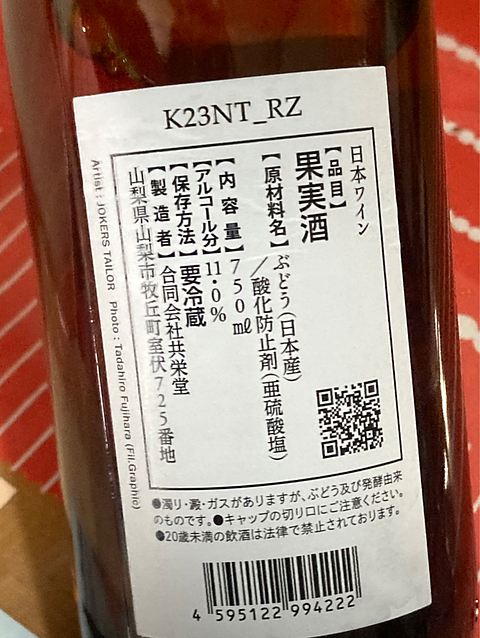 K23NT_RZ
日本ワイン
【品目】
果実酒
【原材料名】ぶどう(日本産)
／酸化防止剤(亜硫酸塩)
【内容量】750㎖
【アルコール分】11.0%
【保存方法】要冷蔵
【製造者】合同会社共栄堂
山梨県山梨市牧丘町室伏725番地
Artist : JOKERS TAILOR Photo : Tadahiro Fujihara (Fil.Graphic)
●濁り・澱・ガスがありますが、ぶどう及び発酵由来
のものです。●キャップの切り口にご注意ください。
●20歳未満の飲酒は法律で禁止されております。
4 595122 994222